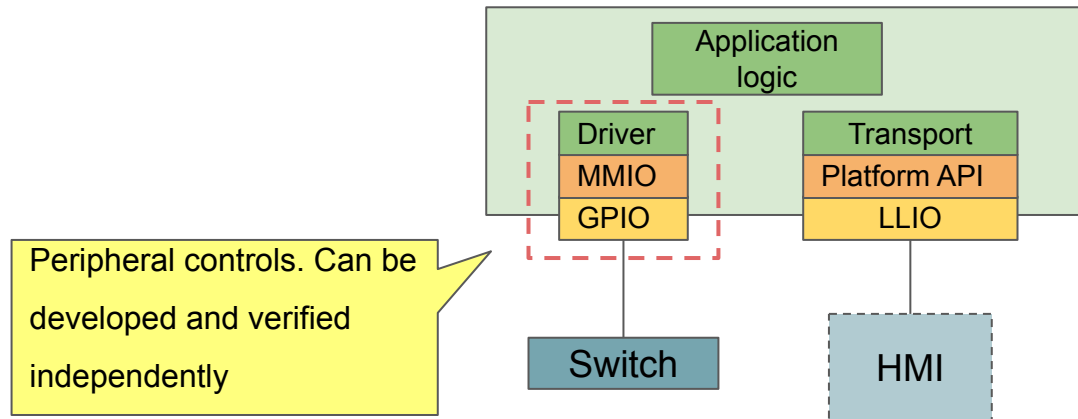 Application
logic
Driver
MMIO
GPIO
Transport
Platform API
LLIO
Peripheral controls. Can be
developed and verified
independently
Switch
HMI